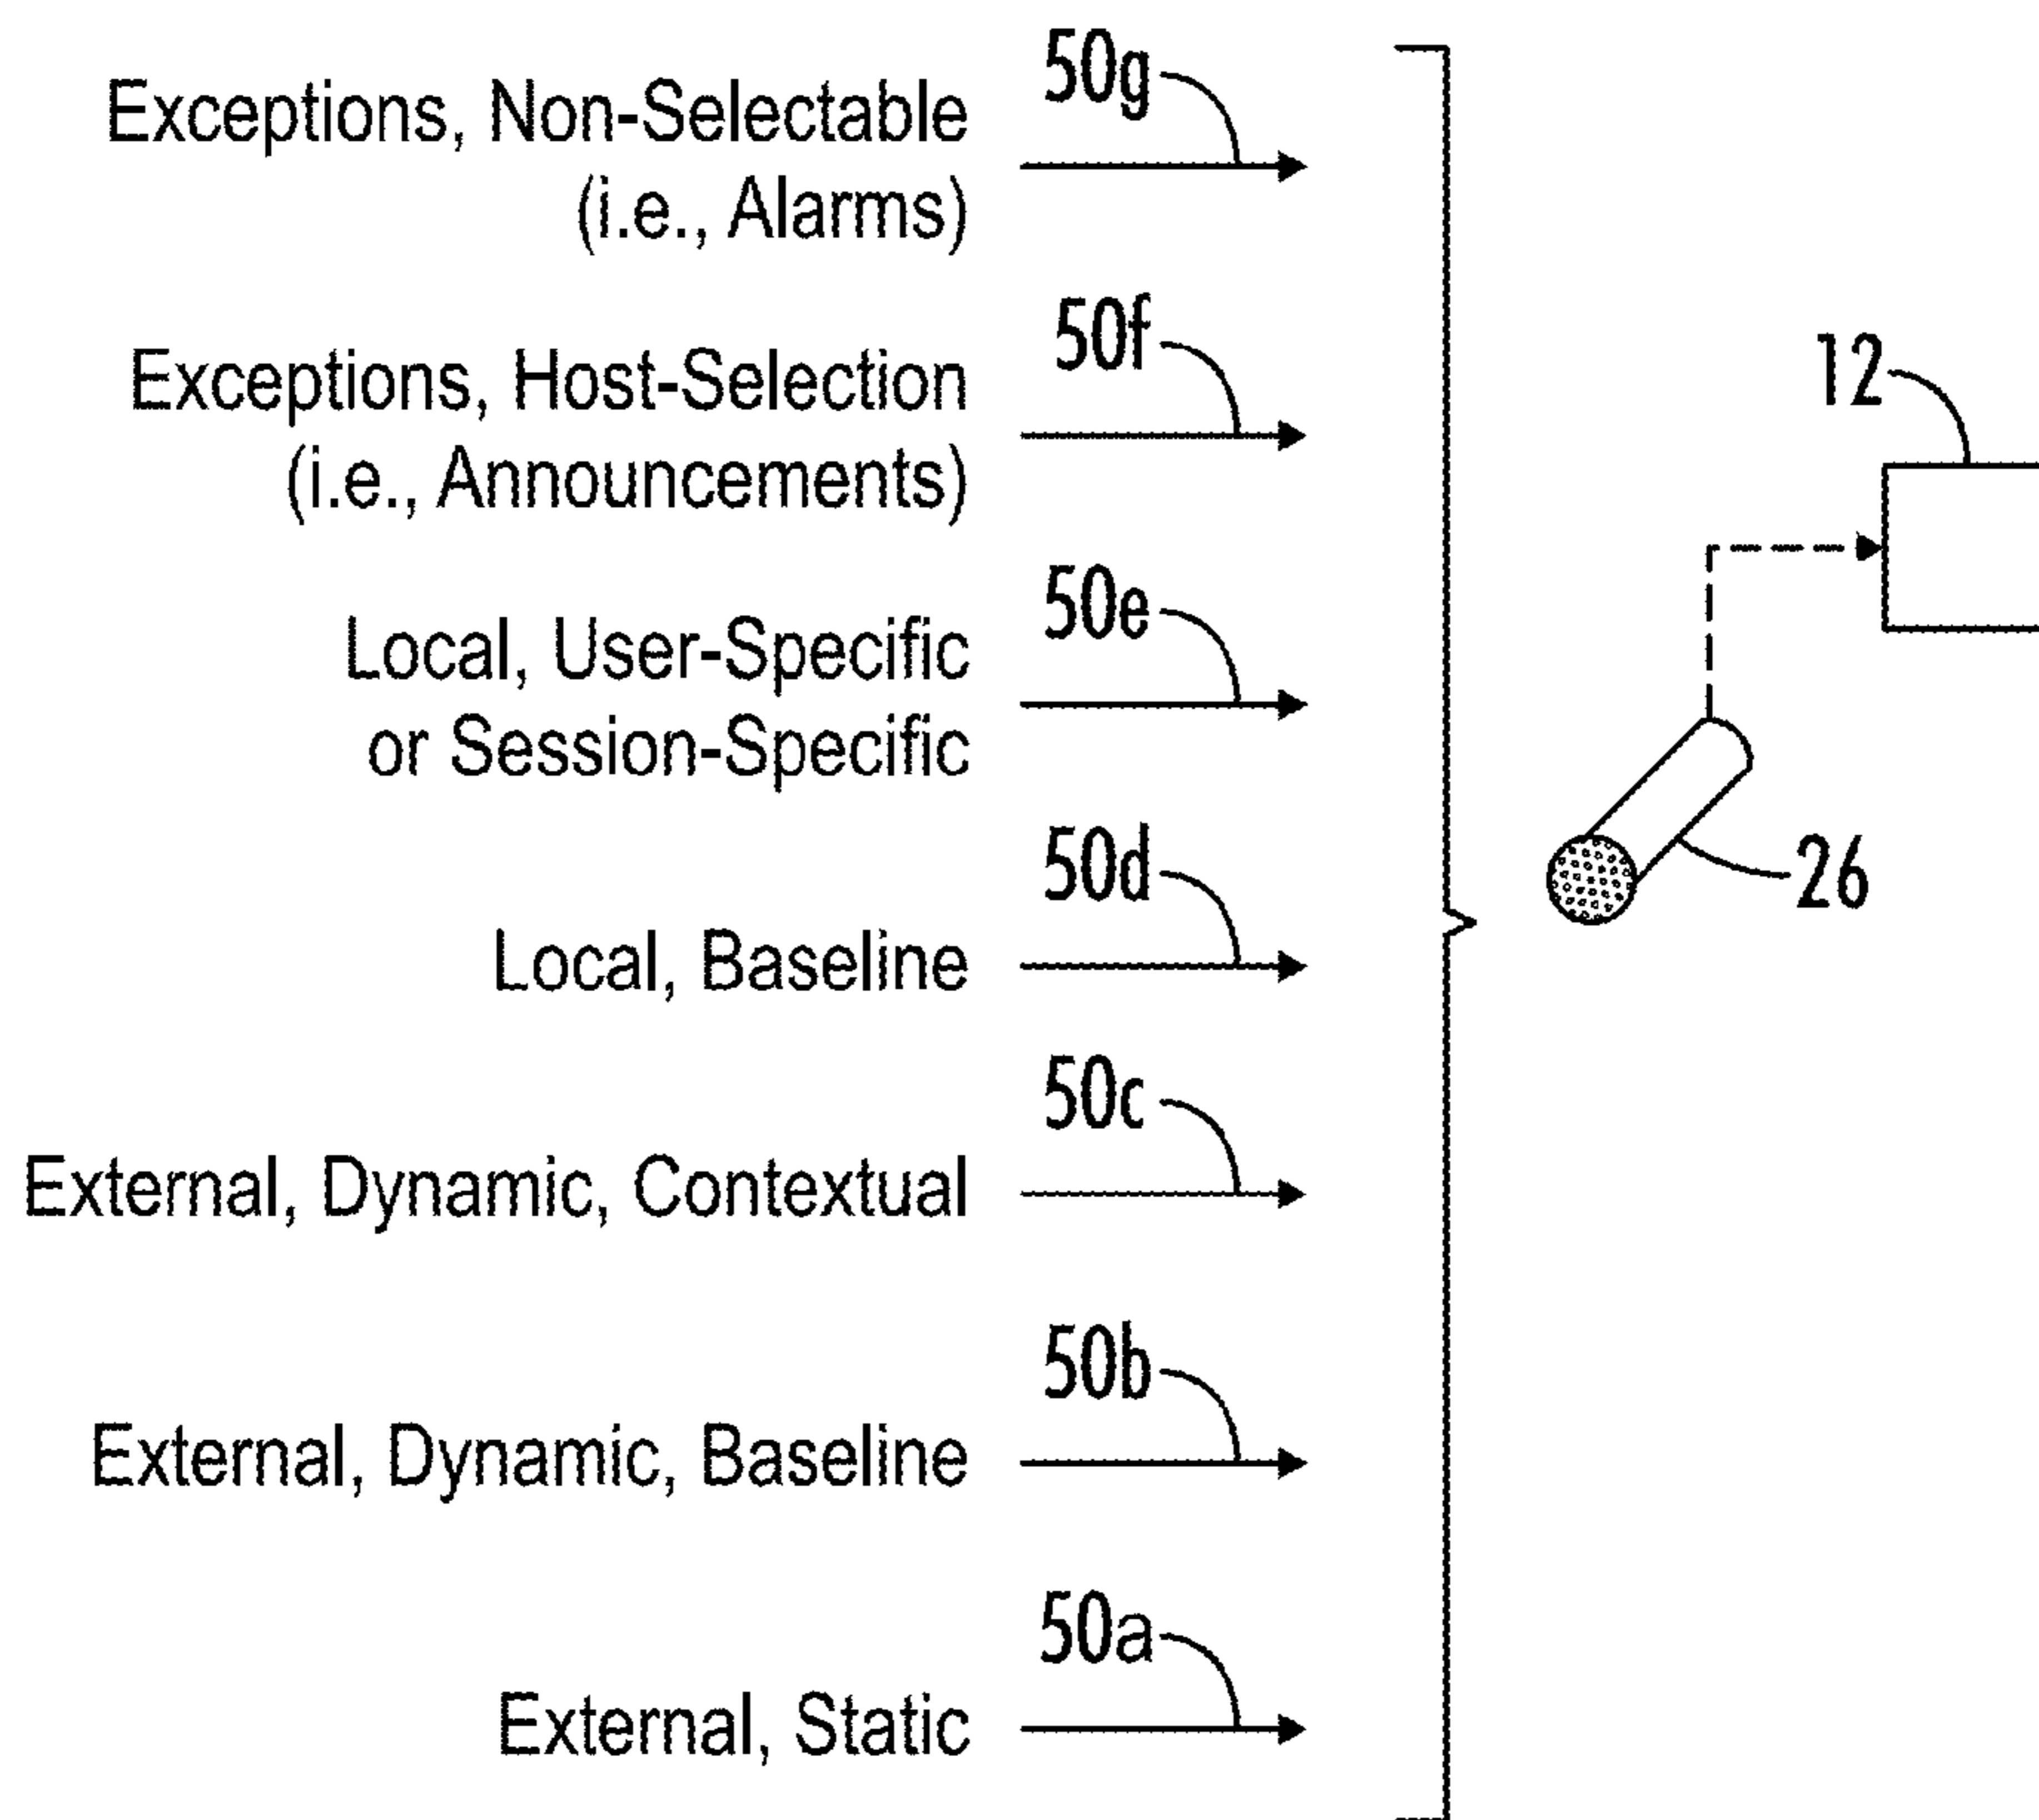 50g
Exceptions, Non-Selectable
(i.e., Alarms)
50f
12
Exceptions, Host-Selection
(i.e., Announcements)
50e
Local, User-Specific
or Session-Specific
50d
26
Local, Baseline
50c
External, Dynamic, Contextual
50b
External, Dynamic, Baseline
50a
External, Static